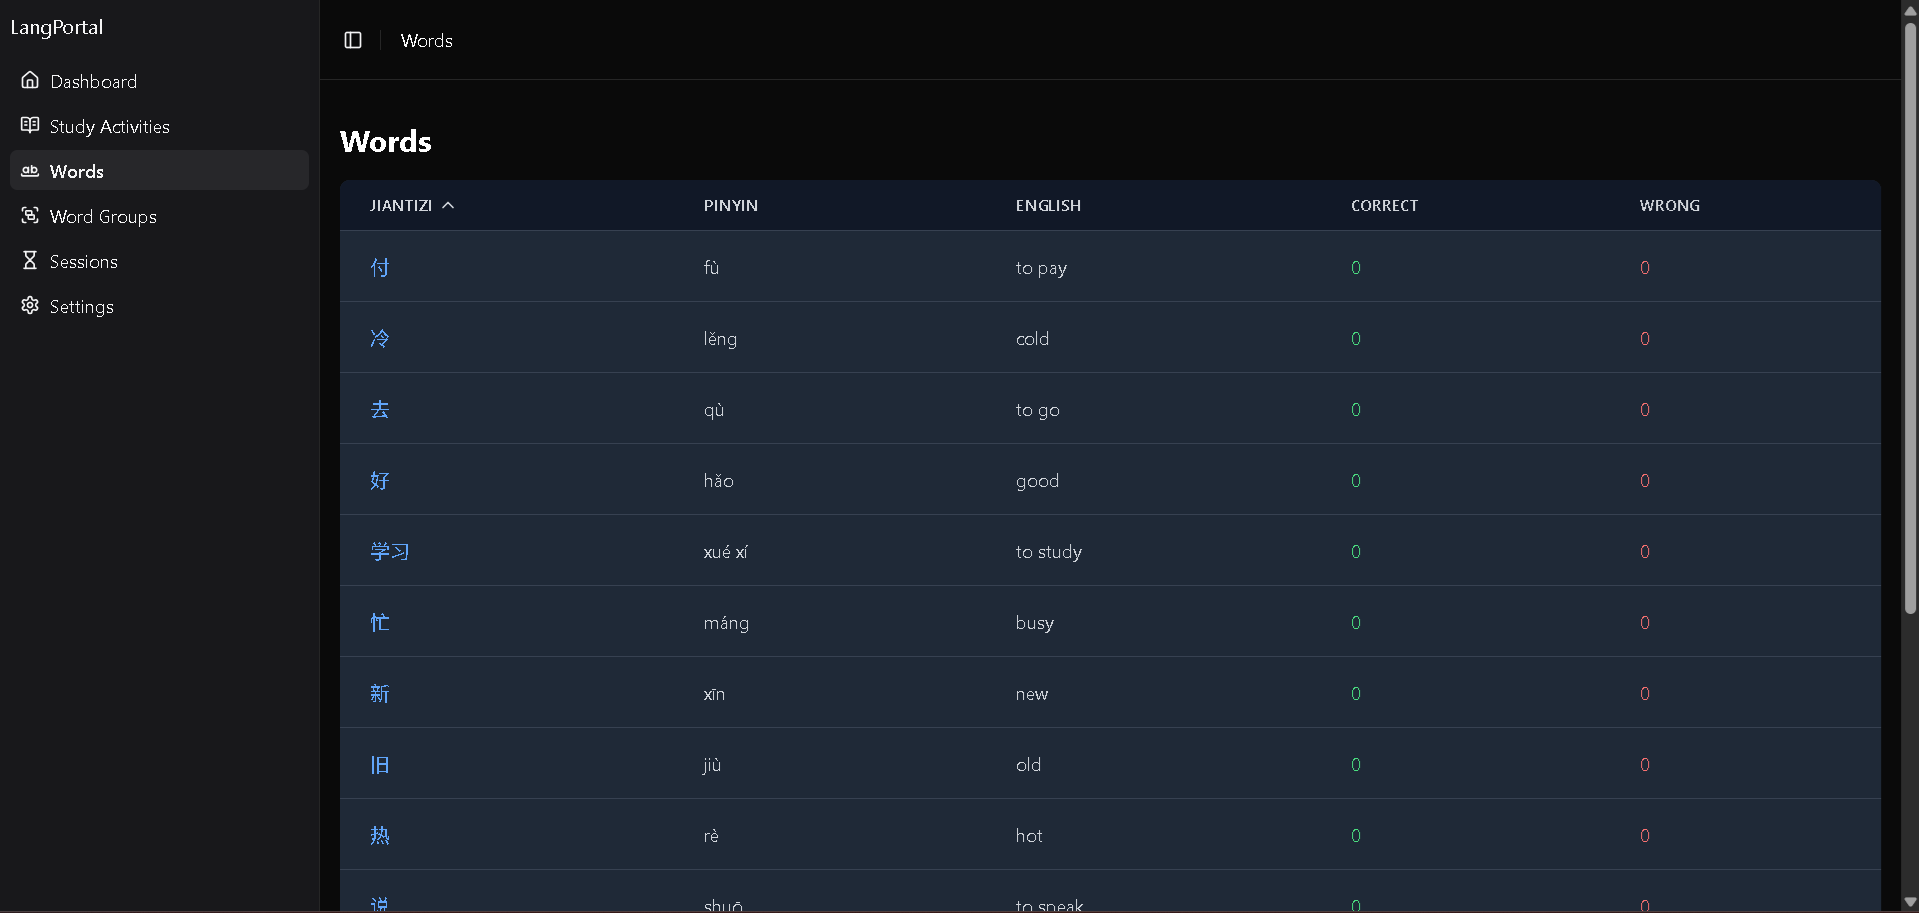 LangPortal
Dashboard
Study Activities
Words
Word Groups
Sessions
Settings
Words
Words
JIANTIZI PINYIN ENGLISH CORRECT WRONG
付 fù to pay 0 0
冷 lěng cold 0 0
去 qù to go 0 0
好 hǎo good 0 0
学习 xué xí to study 0 0
忙 máng busy 0 0
新 xīn new 0 0
旧 jiù old 0 0
热 rè hot 0 0
说 shuō to speak 0 0